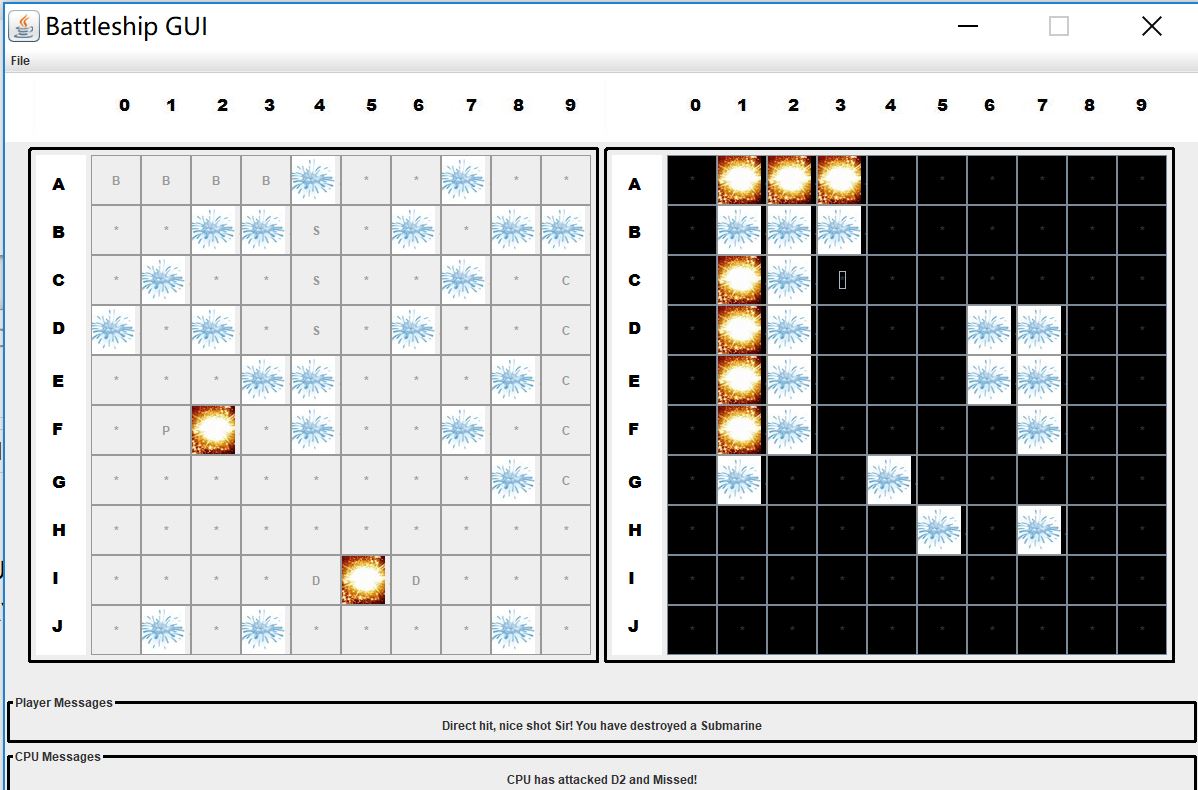 Battleship GUI
File
0 1 2 3 4 5 6 7 8 9 0 1 2 3 4 5 6 7 8 9
A B B B B * * * * A * * * * * * *
B * * S * * B * * * * * * *
C * * * S * * * C C * * * * * * * *
D * * S * * * C D * * * * * *
E * * * * * * C E * * * * * *
F * P * * * * C F * * * * * * *
G * * * * * * * * C G * * * * * * * *
H * * * * * * * * * * H * * * * * * * *
I * * * * D D * * * I * * * * * * * * * *
J * * * * * * * J * * * * * * * * * *
Player Messages
Direct hit, nice shot Sir! You have destroyed a Submarine
CPU Messages
CPU has attacked D2 and Missed!